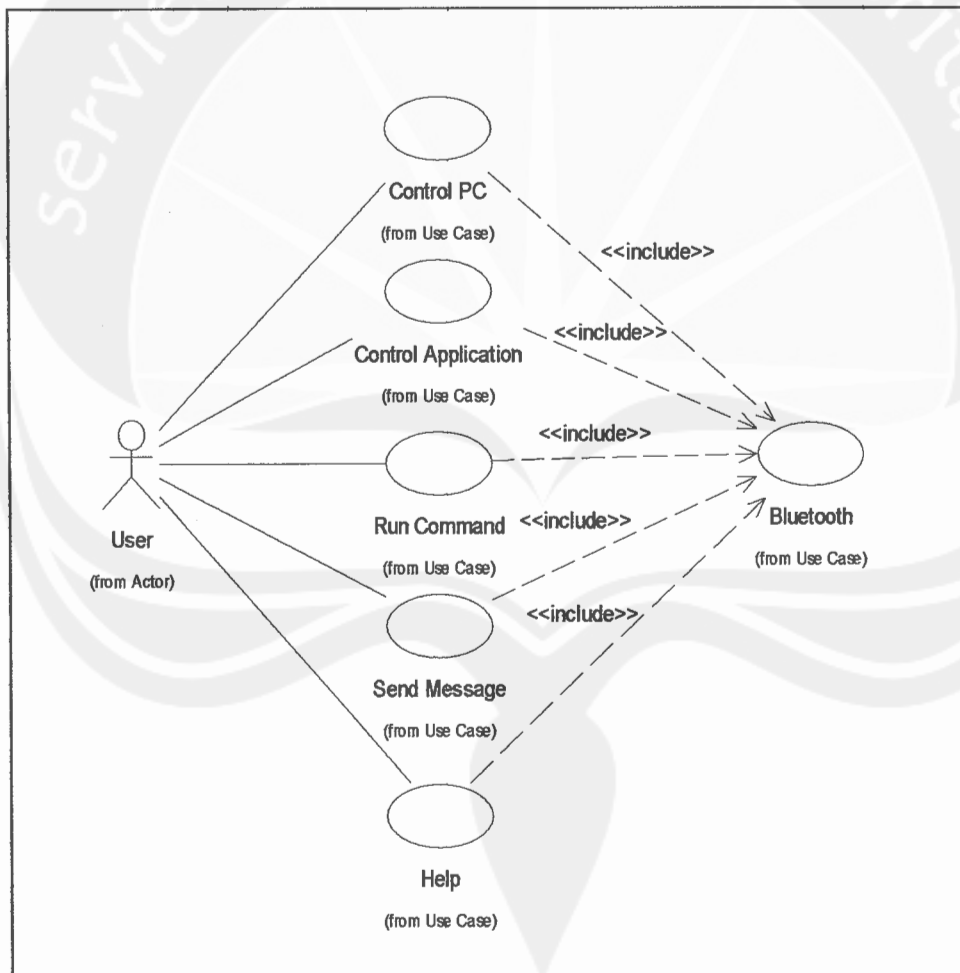 servie
Control PC
(from Use Case)
<<include>>
Control Application
(from Use Case)
<<include>>
User
(from Actor)
Run Command
(from Use Case)
<<include>>
Bluetooth
(from Use Case)
Send Message
(from Use Case)
<<include>>
Help
(from Use Case)
<<include>>